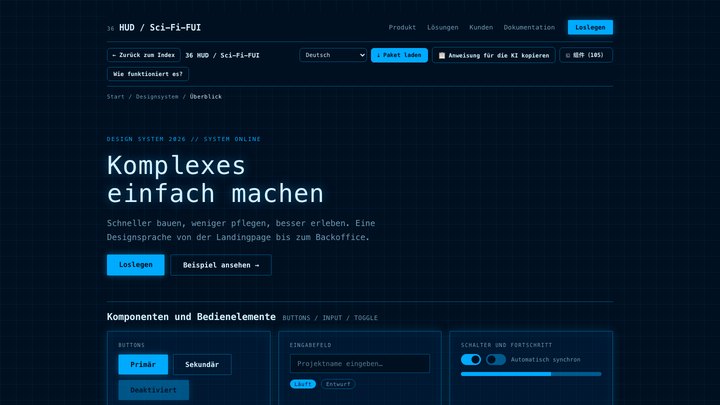 36 HUD / Sci-Fi-FUI
Produkt Lösungen Kunden Dokumentation Loslegen
← Zurück zum Index 36 HUD / Sci-Fi-FUI Deutsch ↓ Paket laden 📋 Anweisung für die KI kopieren ⧉ 组件 (105)
Wie funktioniert es?
Start / Designsystem / Überblick
DESIGN SYSTEM 2026 // SYSTEM ONLINE
Komplexes
einfach machen
Schneller bauen, weniger pflegen, besser erleben. Eine
Designsprache von der Landingpage bis zum Backoffice.
Loslegen Beispiel ansehen →
Komponenten und Bedienelemente BUTTONS / INPUT / TOGGLE
BUTTONS
Primär Sekundär
Deaktiviert
EINGABEFELD
Projektname eingeben…
Läuft Entwurf
SCHALTER UND FORTSCHRITT
Automatisch synchron